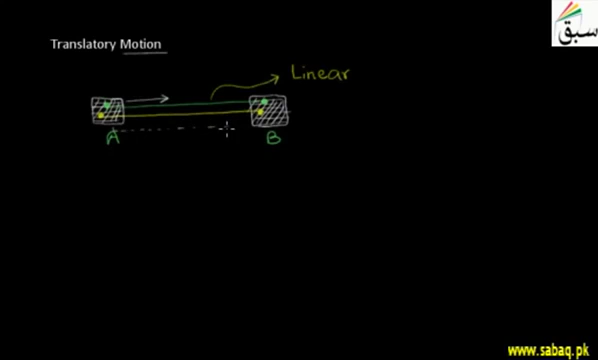 سبق
Translatory Motion
Linear
A
B
www.sabaq.pk